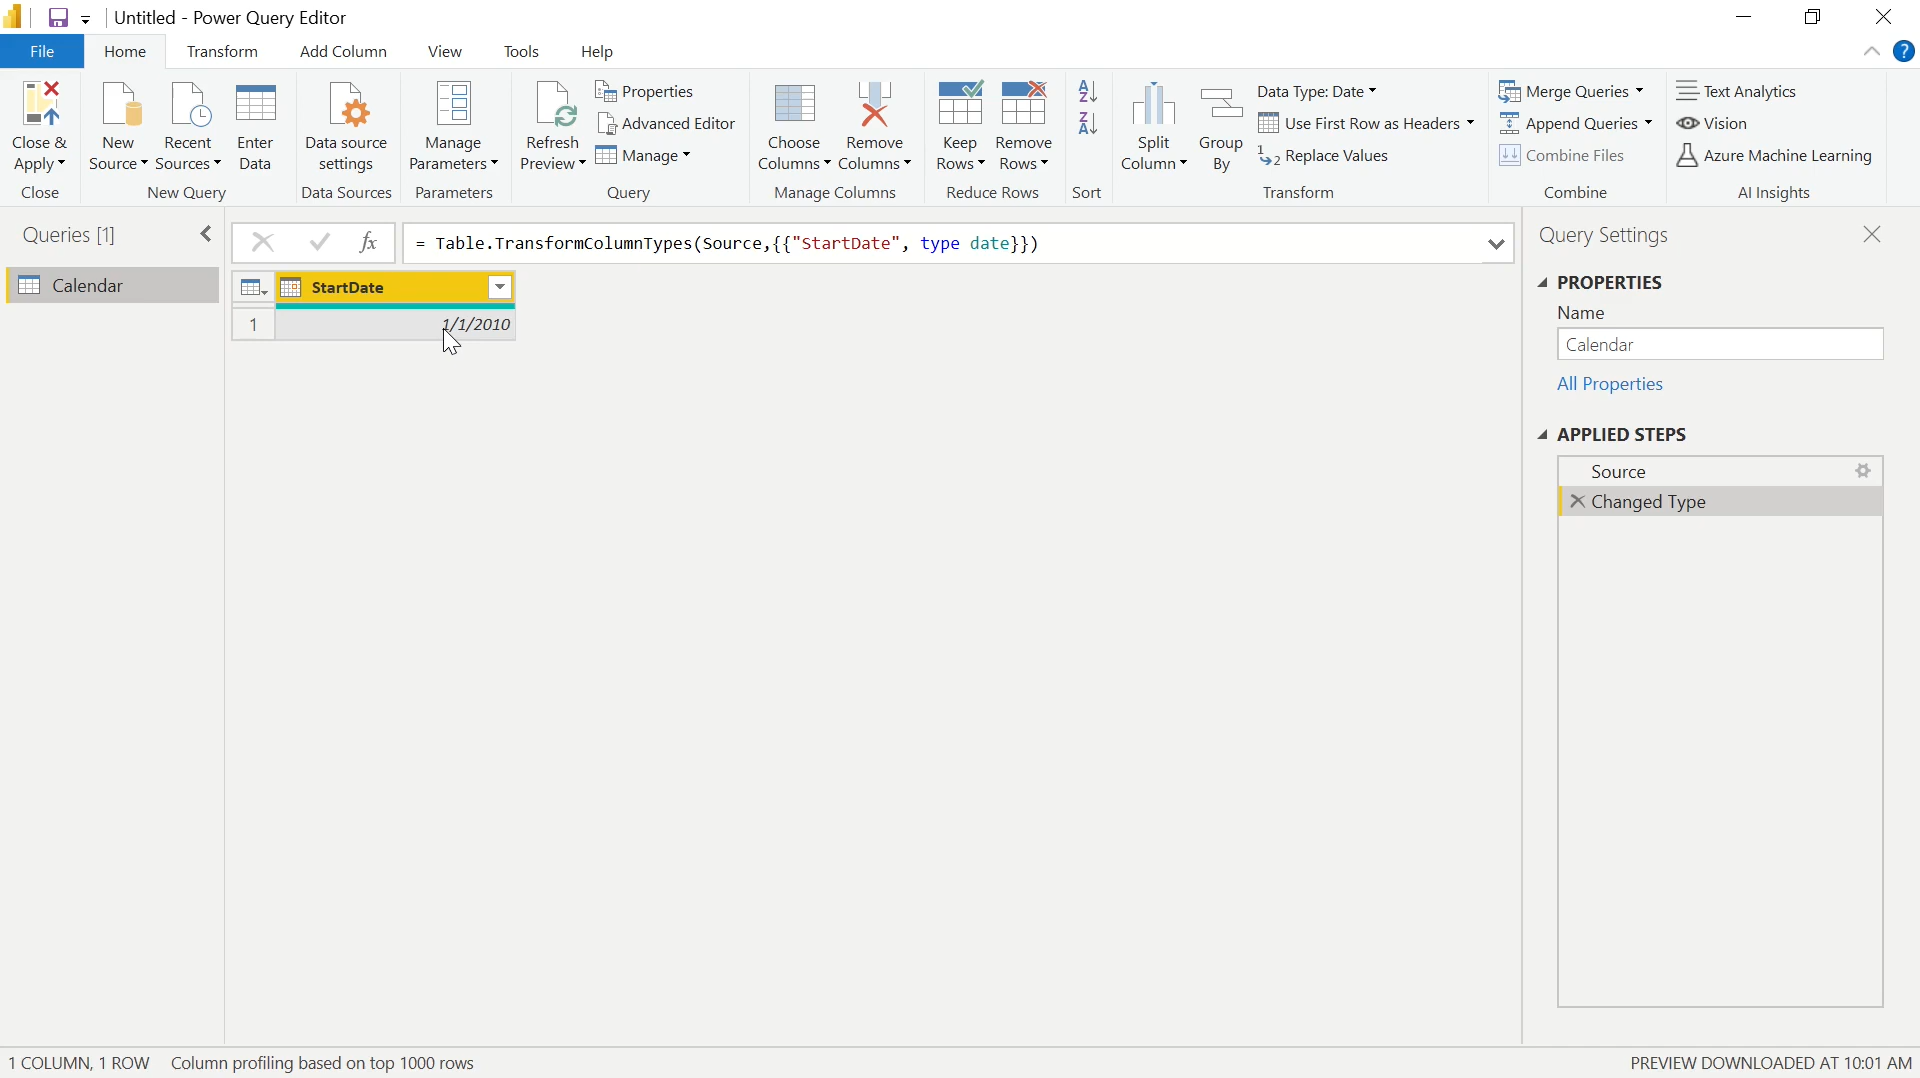 Untitled - Power Query Editor
File
Home
Transform
Add Column
View
Tools
Help
?
Close &
Apply
Close
New
Source
Recent
Sources
Enter
Data
New Query
Data source
settings
Data Sources
Manage
Parameters
Parameters
Refresh
Preview
Properties
Advanced Editor
Manage
Query
Choose
Columns
Remove
Columns
Manage Columns
Keep
Rows
Remove
Rows
Reduce Rows
A
Z
Z
A
Sort
Split
Column
Group
By
Data Type: Date
Use First Row as Headers
1
2 Replace Values
Transform
Merge Queries
Append Queries
Combine Files
Combine
Text Analytics
Vision
Azure Machine Learning
AI Insights
Queries [1]
Calendar
fx
= Table.TransformColumnTypes(Source,{{"StartDate", type date}})
StartDate
1
1/1/2010
Query Settings
PROPERTIES
Name
Calendar
All Properties
APPLIED STEPS
Source
Changed Type
1 COLUMN, 1 ROW
Column profiling based on top 1000 rows
PREVIEW DOWNLOADED AT 10:01 AM